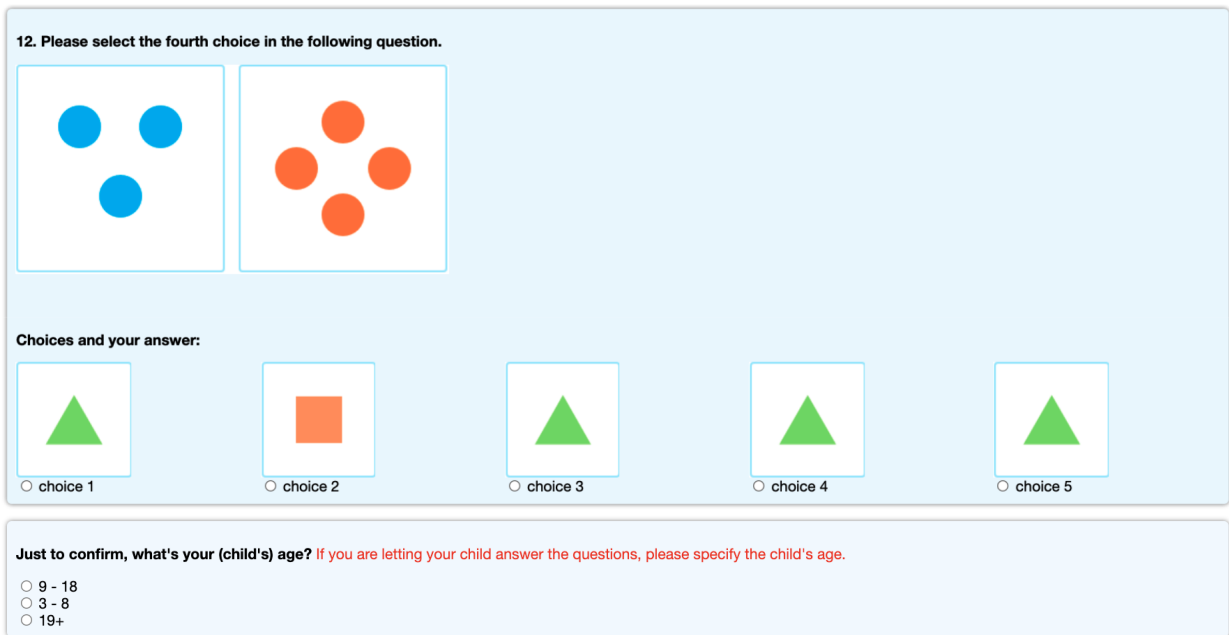 12. Please select the fourth choice in the following question.
Choices and your answer:
choice 1
choice 2
choice 3
choice 4
choice 5
Just to confirm, what's your (child's) age? If you are letting your child answer the questions, please specify the child's age.
9 - 18
3 - 8
19+